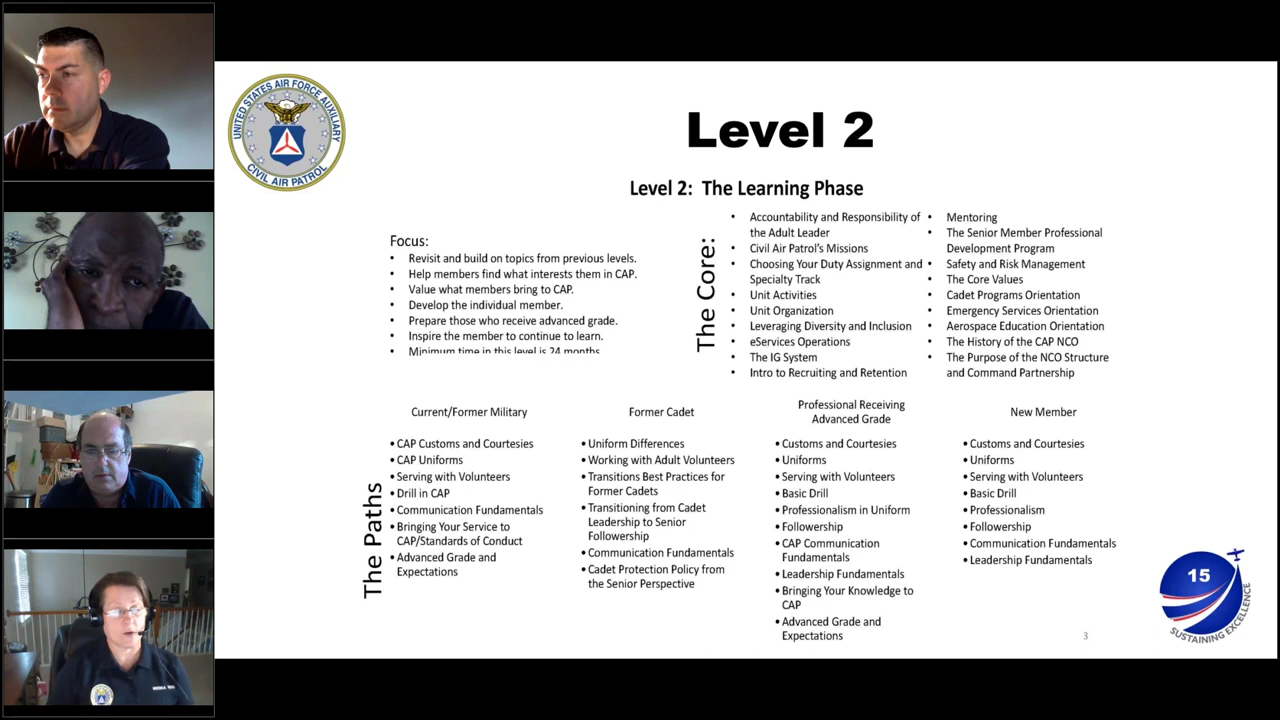 UNITED STATES AIR FORCE AUXILIARY
CIVIL AIR PATROL
Level 2
Level 2: The Learning Phase
Focus:
• Revisit and build on topics from previous levels.
• Help members find what interests them in CAP.
• Value what members bring to CAP.
• Develop the individual member.
• Prepare those who receive advanced grade.
• Inspire the member to continue to learn.
• Minimum time in this level is 24 months
The Core:
• Accountability and Responsibility of
the Adult Leader
• Civil Air Patrol's Missions
• Choosing Your Duty Assignment and
Specialty Track
• Unit Activities
• Unit Organization
• Leveraging Diversity and Inclusion
• eServices Operations
• The IG System
• Intro to Recruiting and Retention
• Mentoring
• The Senior Member Professional
Development Program
• Safety and Risk Management
• The Core Values
• Cadet Programs Orientation
• Emergency Services Orientation
• Aerospace Education Orientation
• The History of the CAP NCO
• The Purpose of the NCO Structure
and Command Partnership
The Paths
Current/Former Military
• CAP Customs and Courtesies
• CAP Uniforms
• Serving with Volunteers
• Drill in CAP
• Communication Fundamentals
• Bringing Your Service to
CAP/Standards of Conduct
• Advanced Grade and
Expectations
Former Cadet
• Uniform Differences
• Working with Adult Volunteers
• Transitions Best Practices for
Former Cadets
• Transitioning from Cadet
Leadership to Senior
Followership
• Communication Fundamentals
• Cadet Protection Policy from
the Senior Perspective
Professional Receiving
Advanced Grade
• Customs and Courtesies
• Uniforms
• Serving with Volunteers
• Basic Drill
• Professionalism in Uniform
• Followership
• CAP Communication
Fundamentals
• Leadership Fundamentals
• Bringing Your Knowledge to
CAP
• Advanced Grade and
Expectations
New Member
• Customs and Courtesies
• Uniforms
• Serving with Volunteers
• Basic Drill
• Professionalism
• Followership
• Communication Fundamentals
• Leadership Fundamentals
15
SUSTAINING EXCELLENCE
3